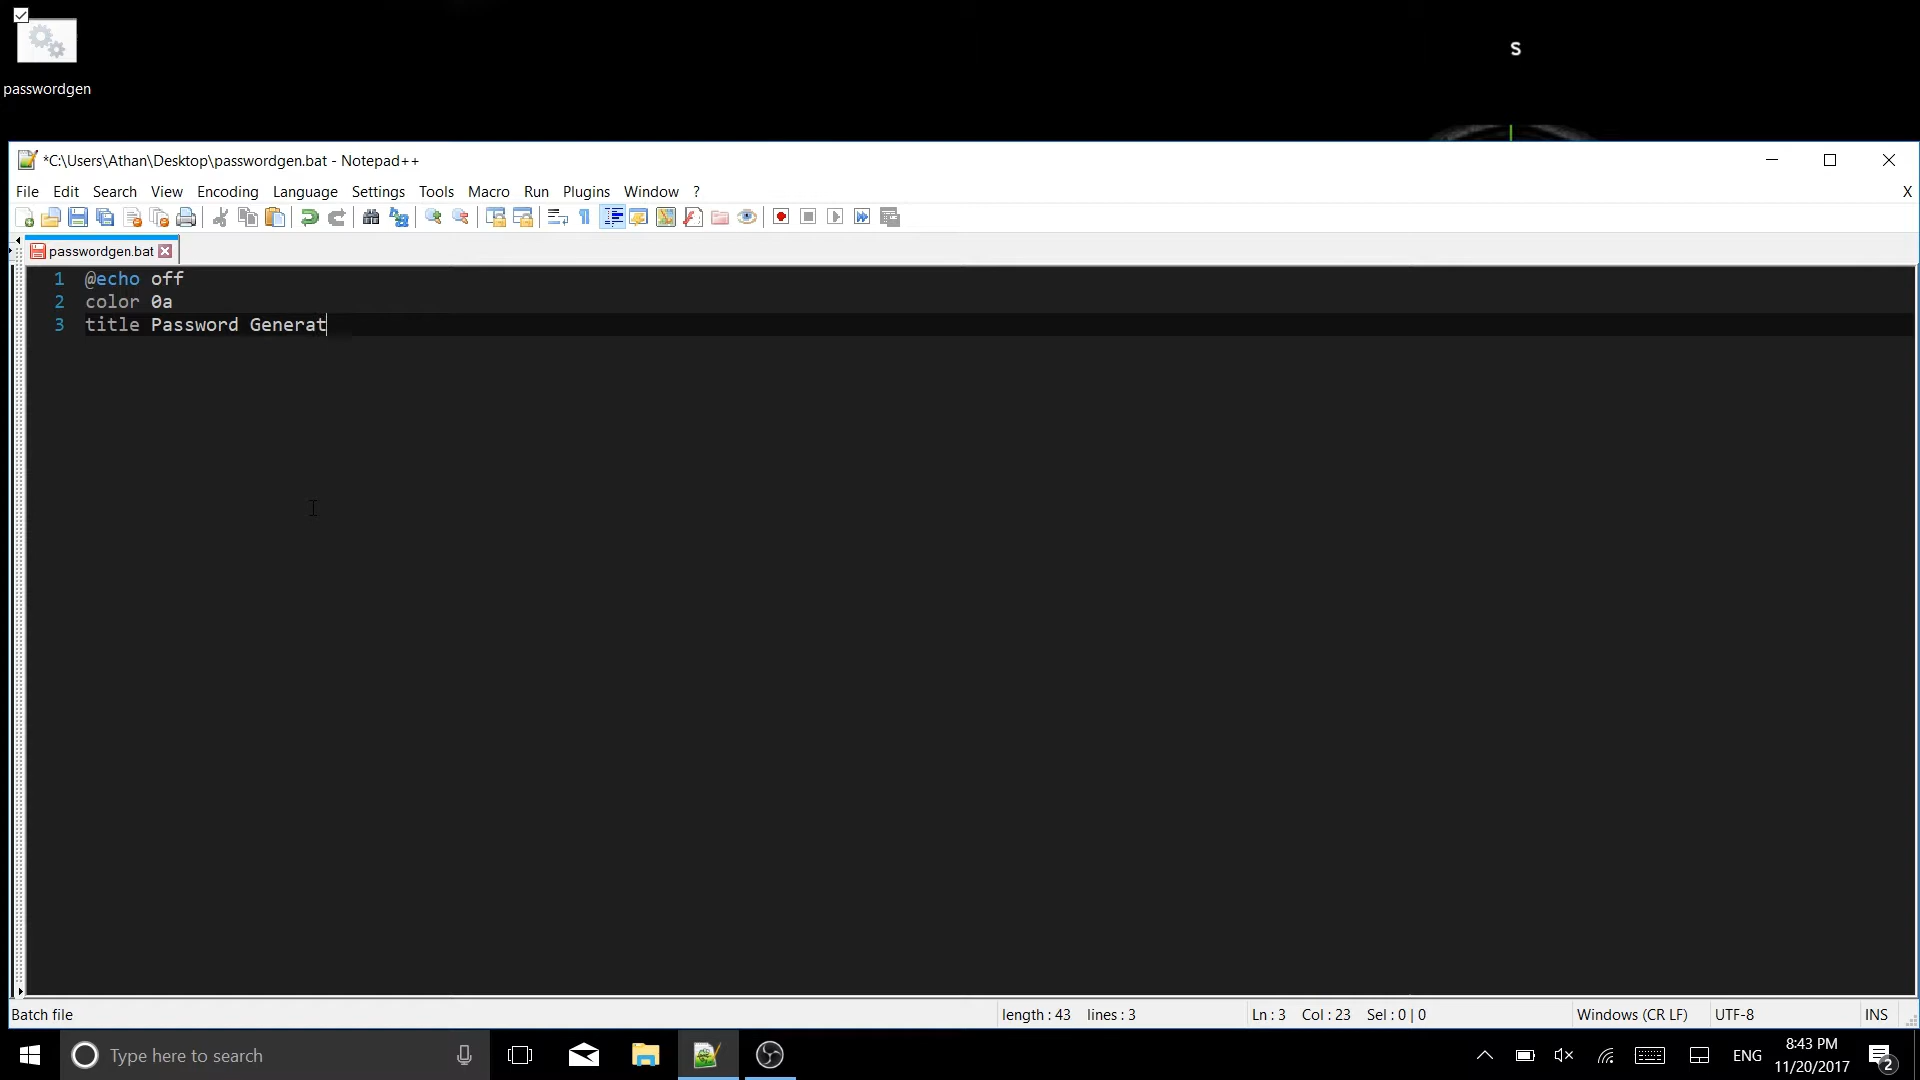 S
passwordgen
*C:\Users\Athan\Desktop\passwordgen.bat - Notepad++
File Edit Search View Encoding Language Settings Tools Macro Run Plugins Window ? X
passwordgen.bat
1 @echo off
2 color 0a
3 title Password Generat
Batch file length : 43 lines : 3 Ln : 3 Col : 23 Sel : 0 | 0 Windows (CR LF) UTF-8 INS
Type here to search ENG 8:43 PM
11/20/2017 2